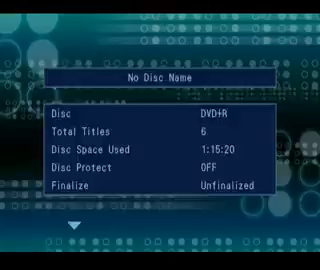 No Disc Name
Disc DVD+R
Total Titles 6
Disc Space Used 1:15:20
Disc Protect OFF
Finalize Unfinalized